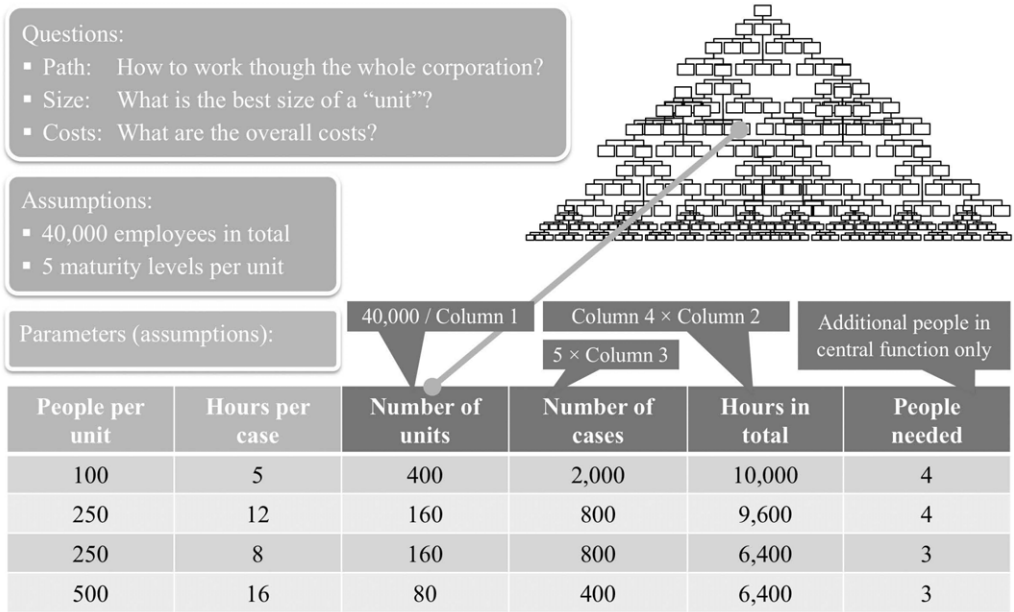 Questions:
▪ Path: How to work though the whole corporation?
▪ Size: What is the best size of a “unit”?
▪ Costs: What are the overall costs?
Assumptions:
▪ 40,000 employees in total
▪ 5 maturity levels per unit
Parameters (assumptions):
40,000 / Column 1
Column 4 × Column 2
5 × Column 3
Additional people in
central function only
People per
unit
Hours per
case
Number of
units
Number of
cases
Hours in
total
People
needed
100 5 400 2,000 10,000 4
250 12 160 800 9,600 4
250 8 160 800 6,400 3
500 16 80 400 6,400 3